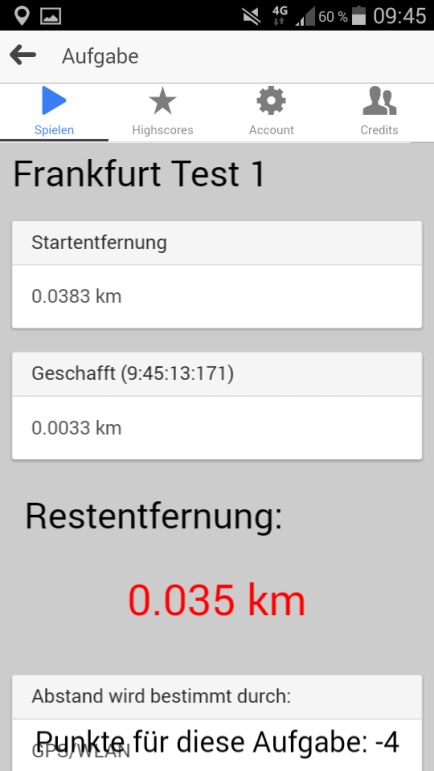 4G 60 % 09:45
Aufgabe
Spielen Highscores Account Credits
Frankfurt Test 1
Startentfernung
0.0383 km
Geschafft (9:45:13:171)
0.0033 km
Restentfernung:
0.035 km
Abstand wird bestimmt durch:
GPS/WLAN
Punkte für diese Aufgabe: -4